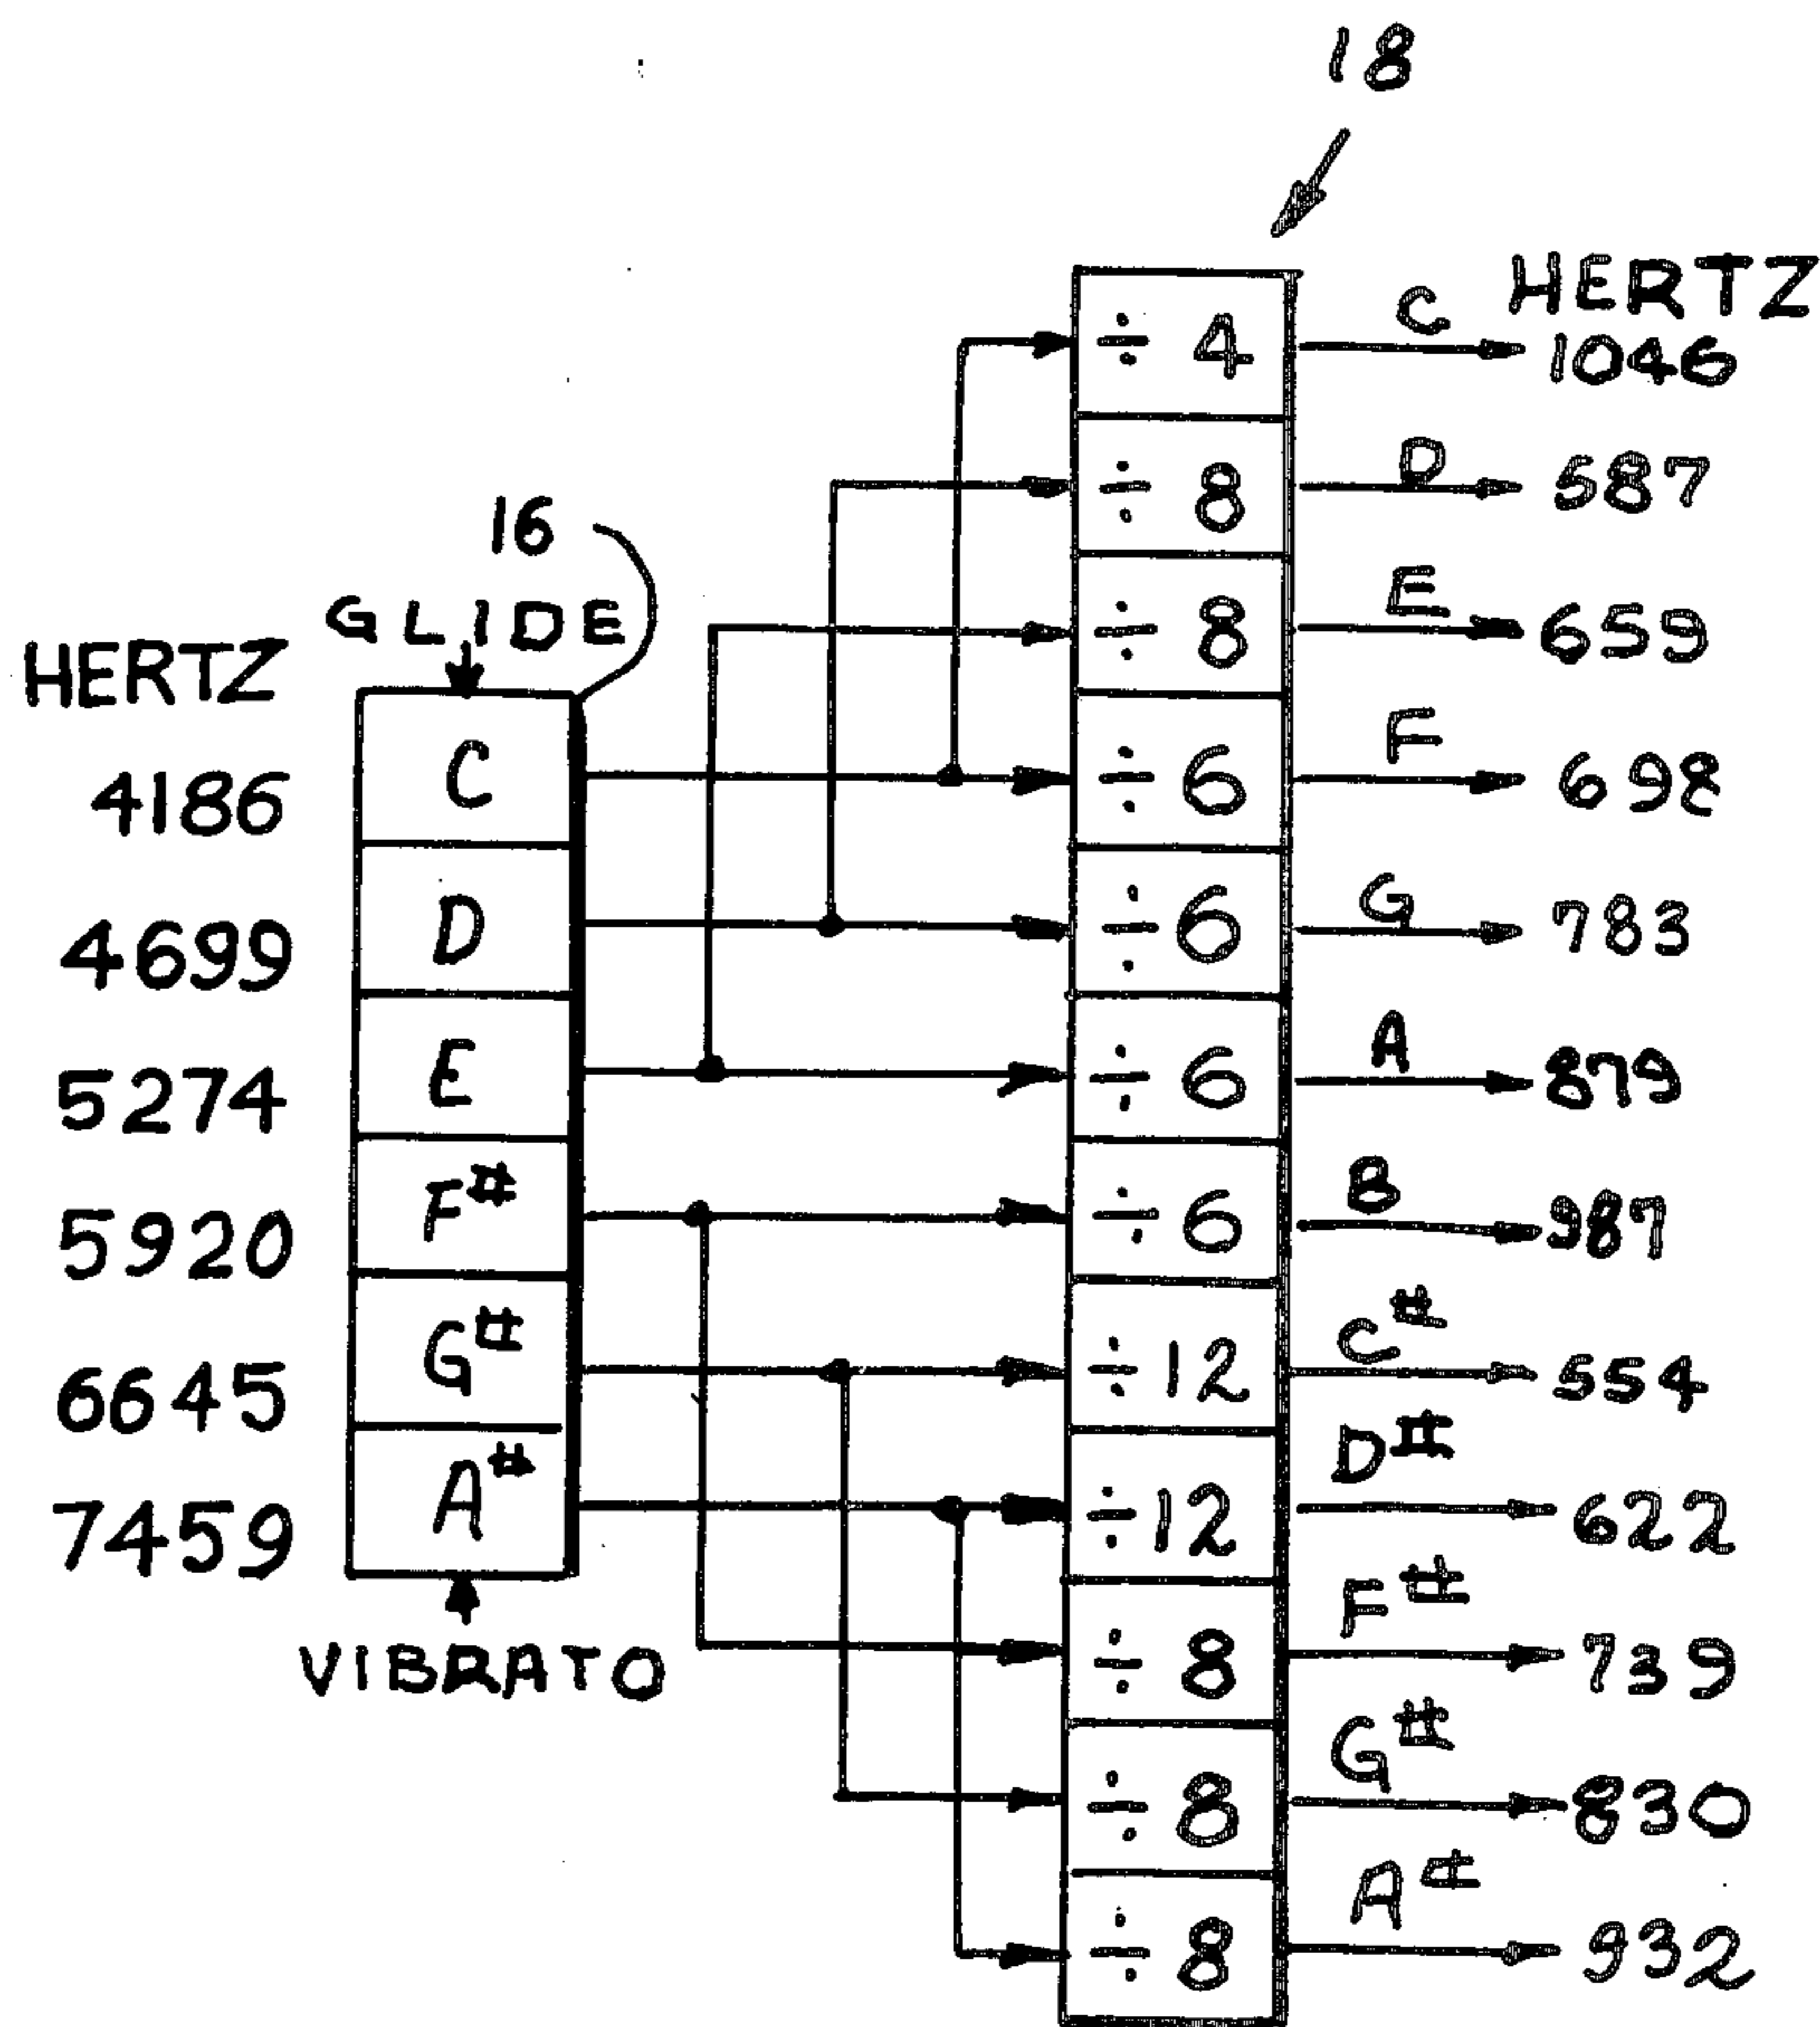 18
HERTZ
÷ 4 C 1046
÷ 8 D 587
÷ 8 E 659
÷ 6 F 698
÷ 6 G 783
÷ 6 A 879
÷ 6 B 987
÷ 12 C# 554
÷ 12 D# 622
÷ 8 F# 739
÷ 8 G# 830
÷ 8 A# 932
16
GLIDE
HERTZ
4186 C
4699 D
5274 E
5920 F#
6645 G#
7459 A#
VIBRATO